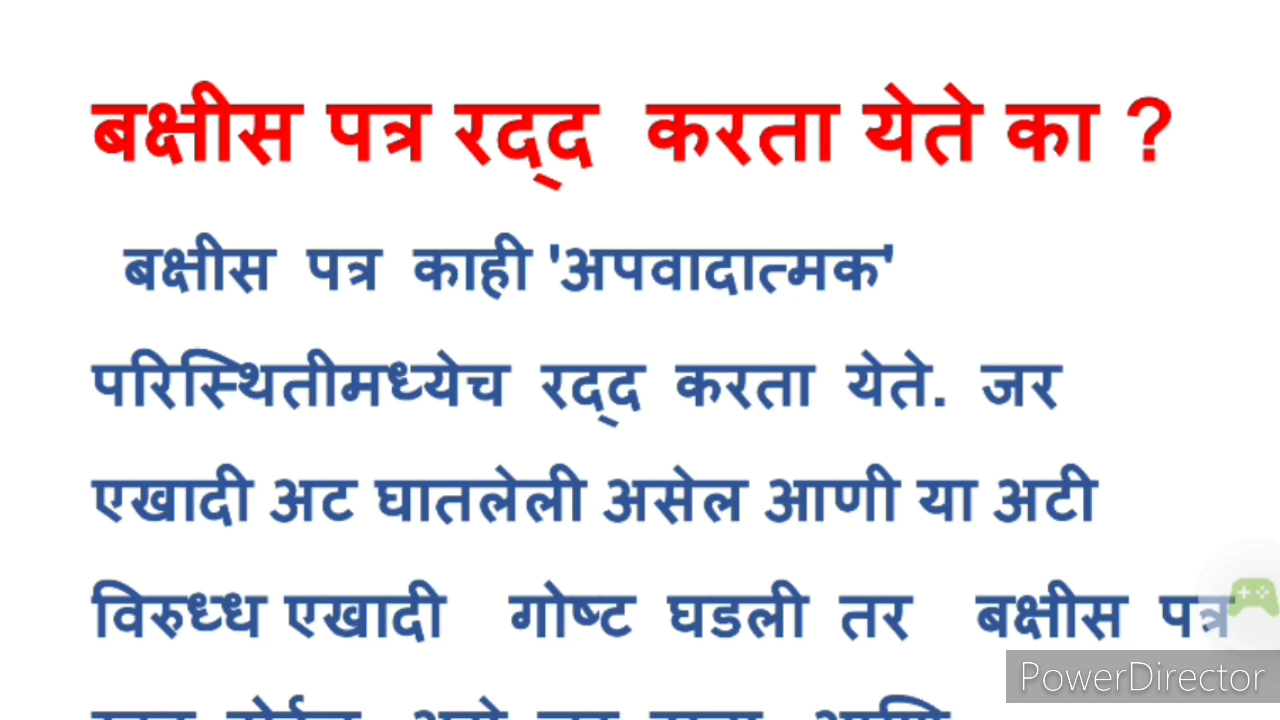 बक्षीस पत्र रद्द करता येते का ?
बक्षीस पत्र काही 'अपवादात्मक'
परिस्थितीमध्येच रद्द करता येते. जर
एखादी अट घातलेली असेल आणी या अटी
विरुध्ध एखादी गोष्ट घडली तर बक्षीस पत्र
PowerDirector